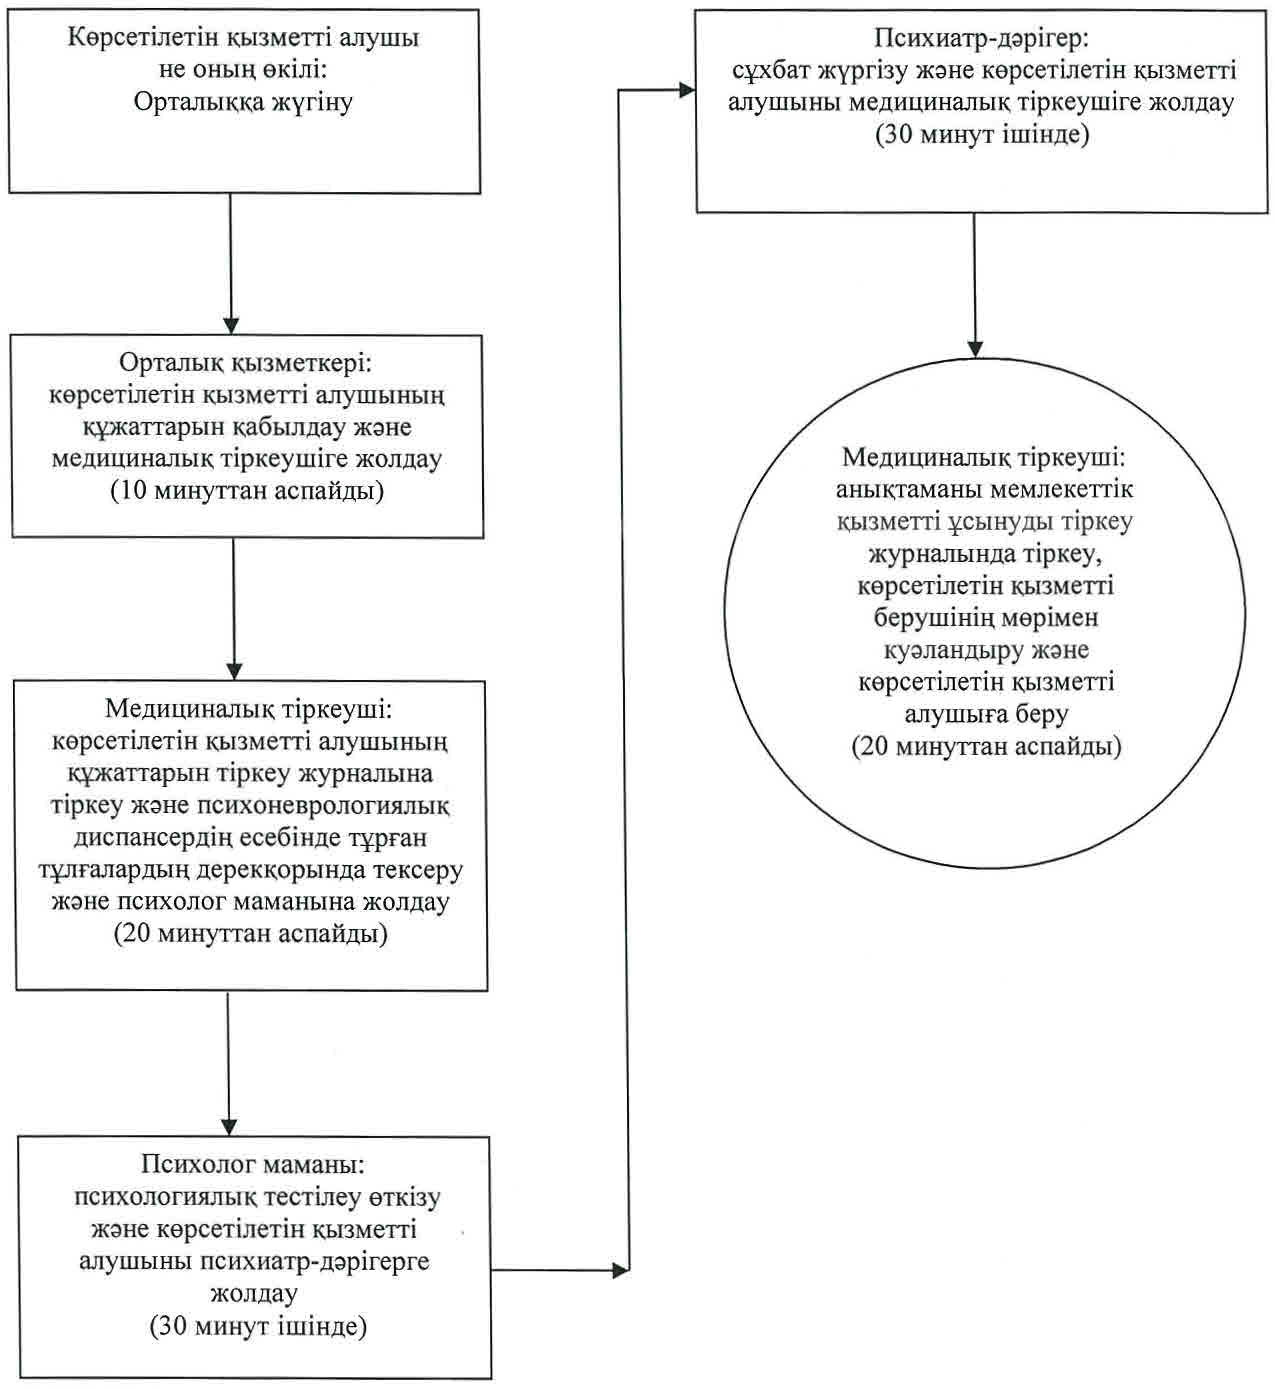 Көрсетілетін қызметті алушы
не оның өкілі:
Орталыққа жүгіну
Орталық қызметкері:
көрсетілетін қызметті алушының
құжаттарын қабылдау және
медициналық тіркеушіге жолдау
(10 минуттан аспайды)
Медициналық тіркеуші:
көрсетілетін қызметті алушының
құжаттарын тіркеу журналына
тіркеу және психоневрологиялық
диспансердің есебінде тұрған
тұлғалардың дерекқорында тексеру
және психолог маманына жолдау
(20 минуттан аспайды)
Психолог маманы:
психологиялық тестілеу өткізу
және көрсетілетін қызметті
алушыны психиатр-дәрігерге
жолдау
(30 минут ішінде)
Психиатр-дәрігер:
сұхбат жүргізу және көрсетілетін қызметті
алушыны медициналық тіркеушіге жолдау
(30 минут ішінде)
Медициналық тіркеуші:
анықтаманы мемлекеттік
қызметті ұсынуды тіркеу
журналында тіркеу,
көрсетілетін қызметті
берушінің мөрімен
куәландыру және
көрсетілетін қызметті
алушыға беру
(20 минуттан аспайды)